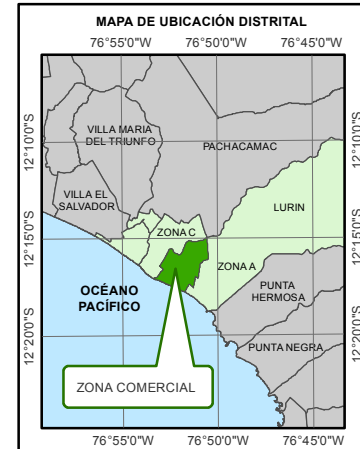 MAPA DE UBICACIÓN DISTRITAL
76°55'0"W 76°50'0"W 76°45'0"W
12°10'0"S 12°10'0"S
VILLA MARIA
DEL TRIUNFO
PACHACAMAC
VILLA EL
SALVADOR
LURIN
12°15'0"S 12°15'0"S
ZONA C
ZONA A
OCÉANO
PACÍFICO
PUNTA
HERMOSA
12°20'0"S 12°20'0"S
PUNTA NEGRA
ZONA COMERCIAL
76°55'0"W 76°50'0"W 76°45'0"W